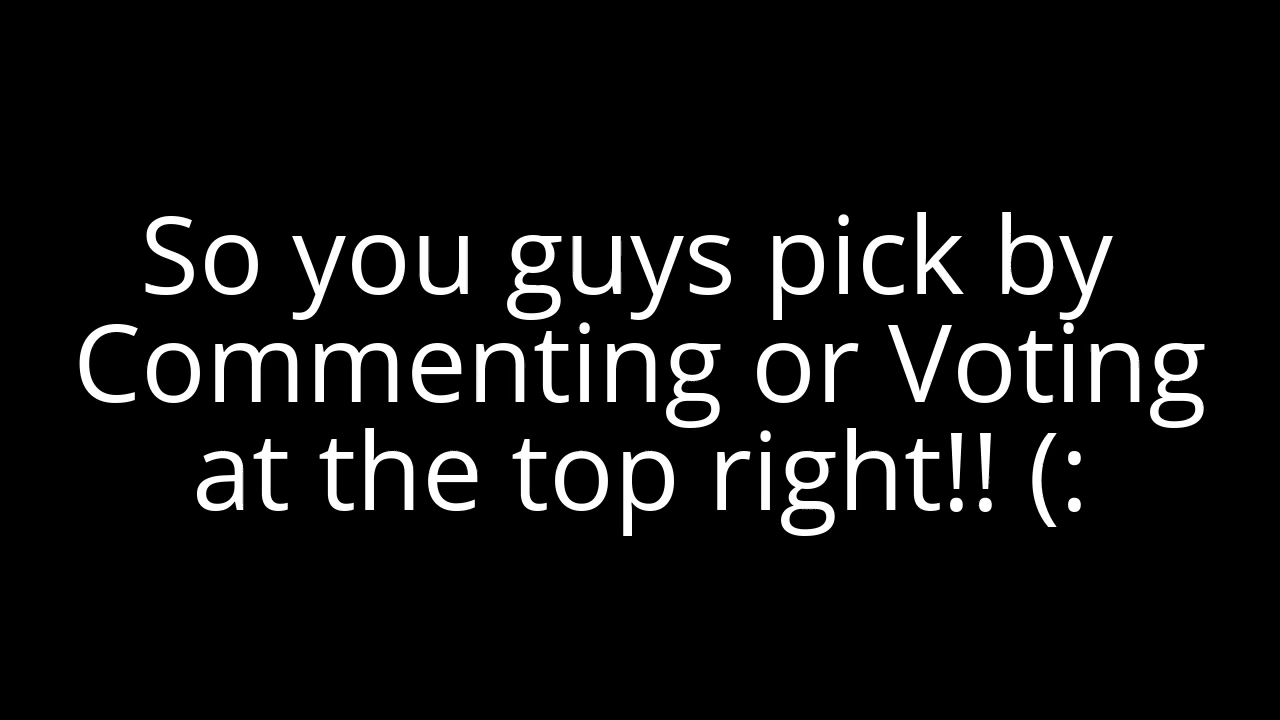 So you guys pick by
Commenting or Voting
at the top right!! (: